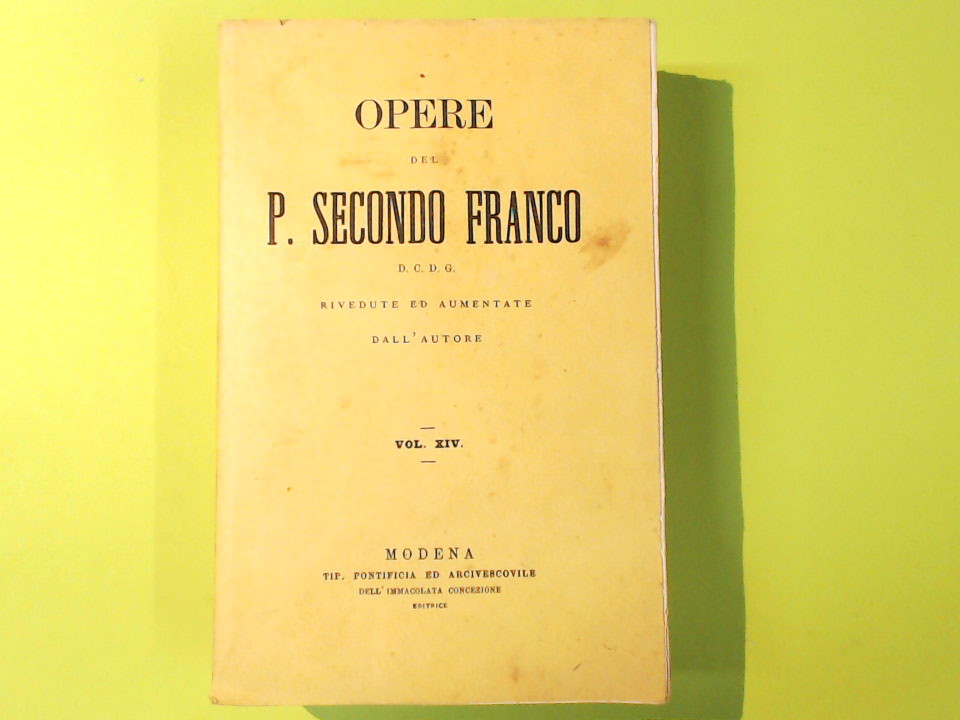 OPERE
DEL
P. SECONDO FRANCO
D. C. D. G.
RIVEDUTE ED AUMENTATE
DALL'AUTORE
VOL. XIV.
MODENA
TIP. PONTIFICIA ED ARCIVESCOVILE
DELL'IMMACOLATA CONCEZIONE
EDITRICE